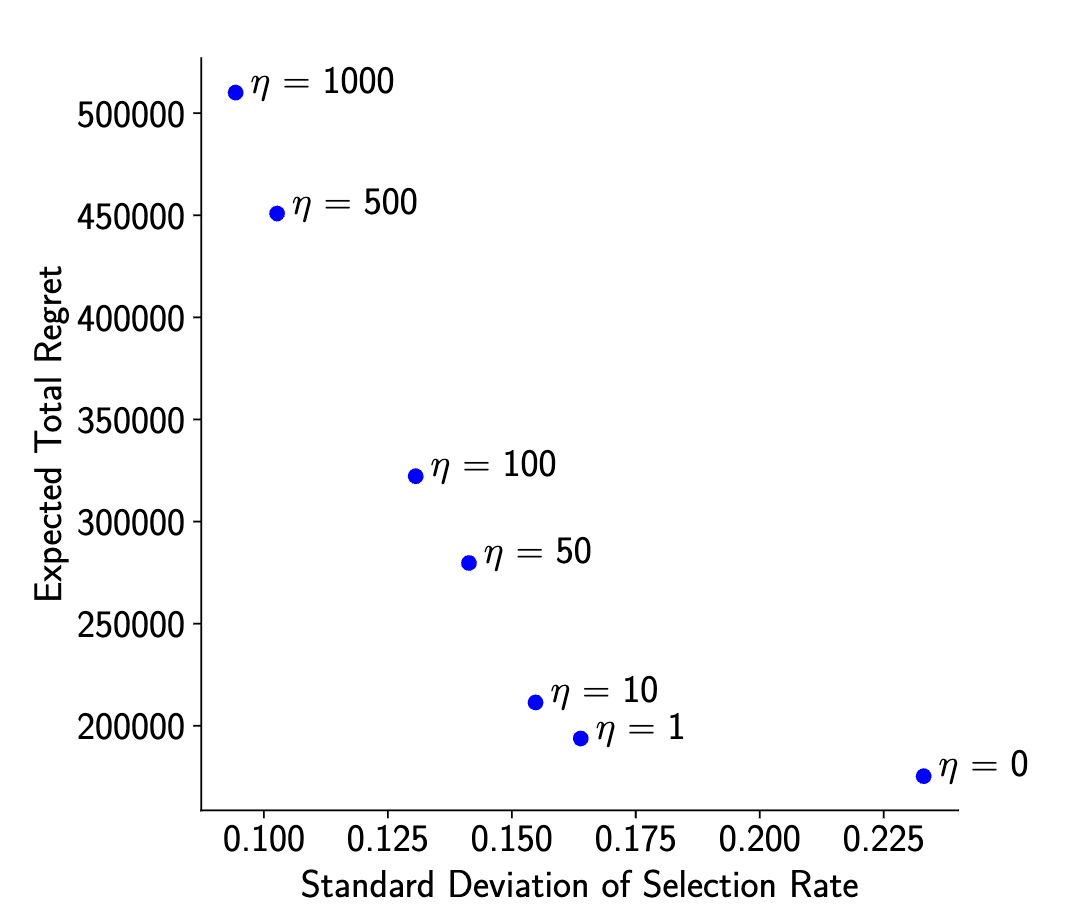 η = 1000
500000
η = 500
450000
400000
Expected Total Regret
350000
η = 100
300000
η = 50
250000
η = 10
200000
η = 1
η = 0
0.100 0.125 0.150 0.175 0.200 0.225
Standard Deviation of Selection Rate